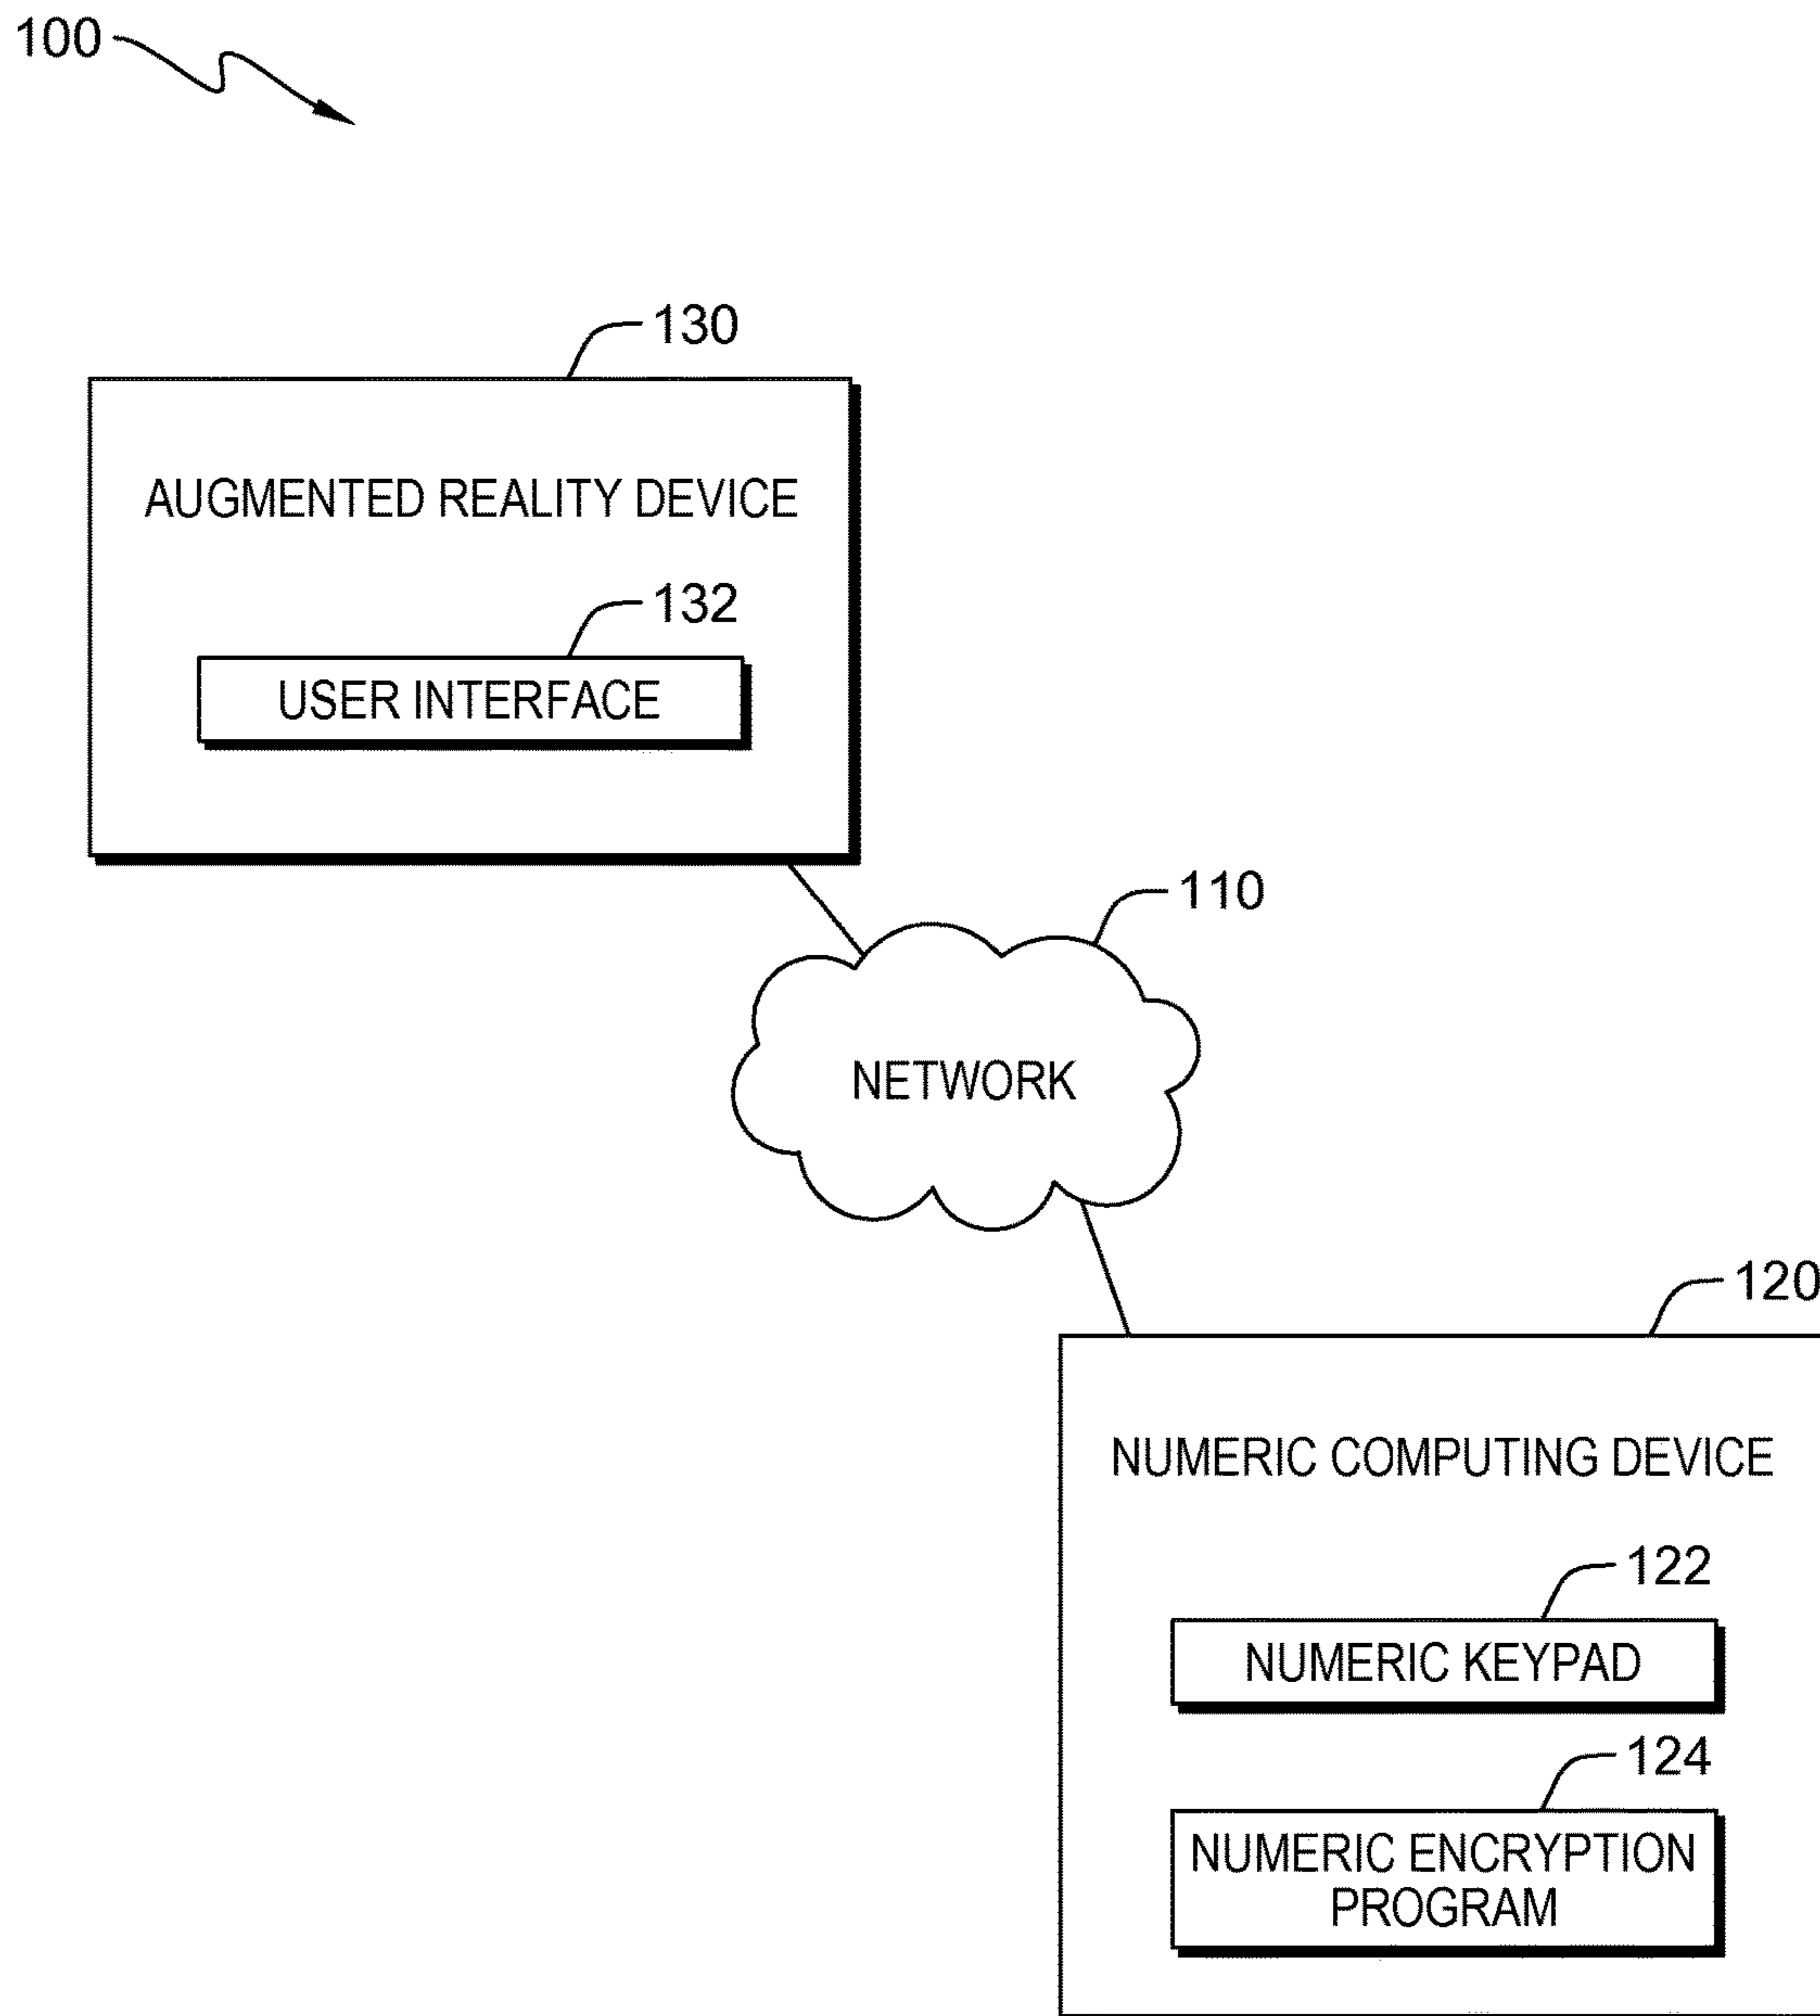 100
130
AUGMENTED REALITY DEVICE
132
USER INTERFACE
110
NETWORK
120
NUMERIC COMPUTING DEVICE
122
NUMERIC KEYPAD
124
NUMERIC ENCRYPTION
PROGRAM